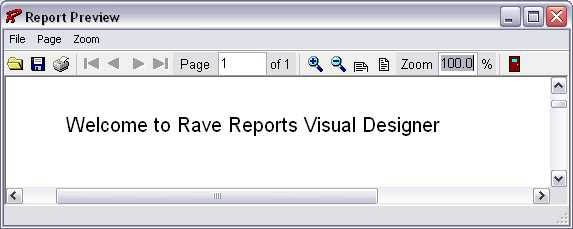 Report Preview
File Page Zoom
Page 1 of 1 Zoom 100.0 %
Welcome to Rave Reports Visual Designer